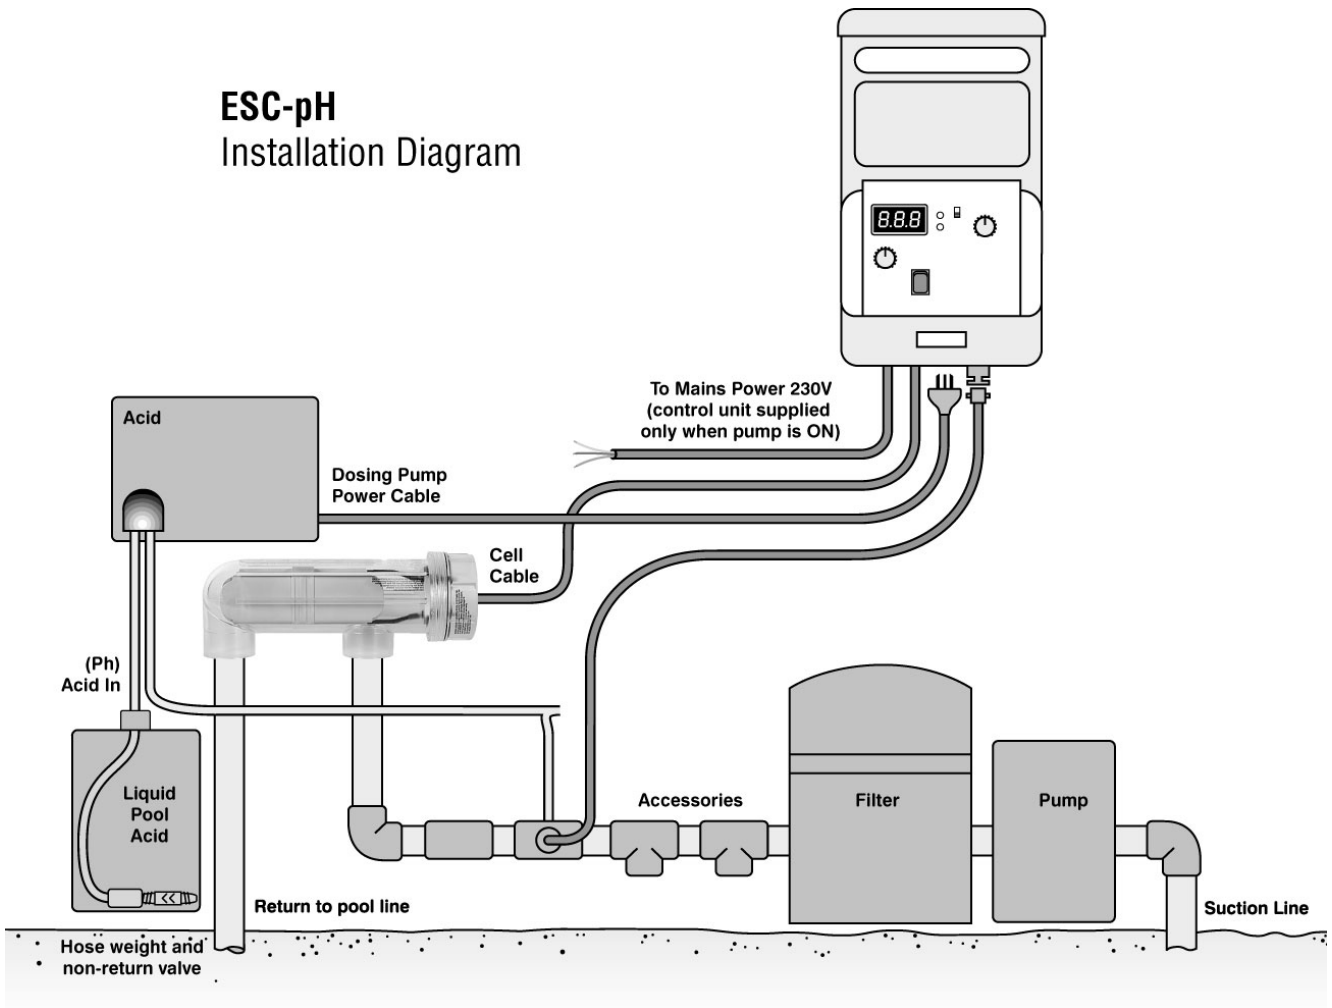 ESC-pH
Installation Diagram
8.8.8
To Mains Power 230V
(control unit supplied
only when pump is ON)
Acid
Dosing Pump
Power Cable
Cell
Cable
(Ph)
Acid In
Liquid
Pool
Acid
Accessories
Filter
Pump
Return to pool line
Suction Line
Hose weight and
non-return valve